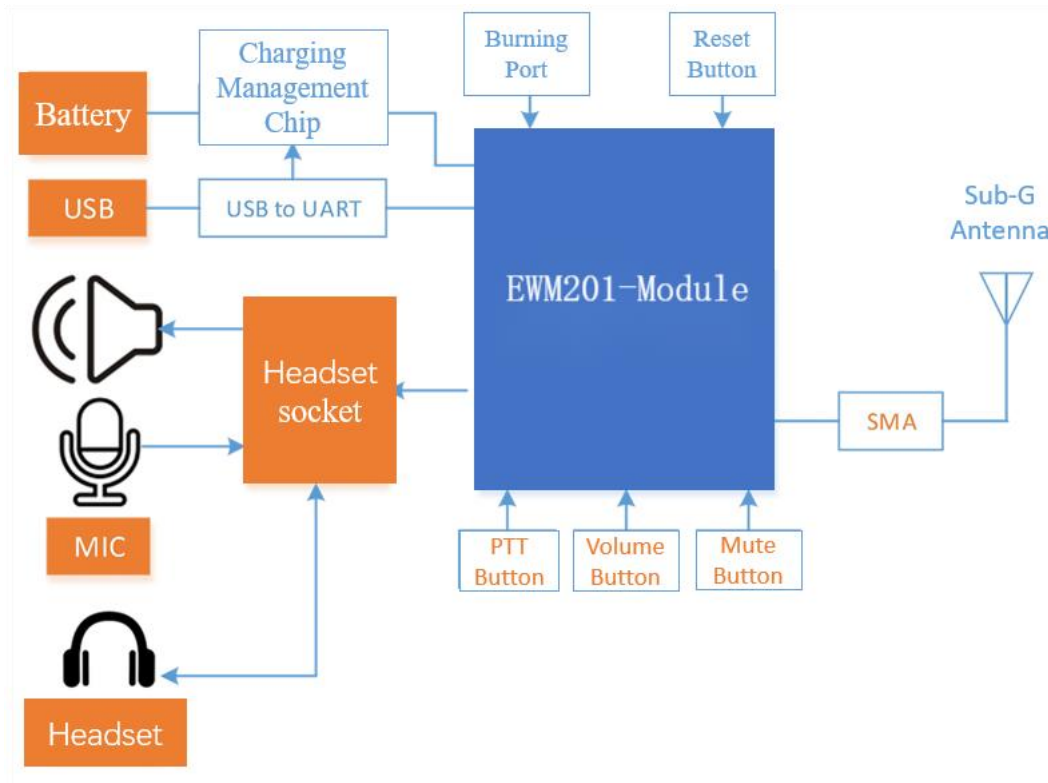 Burning
Port
Reset
Button
Charging
Management
Chip
Battery
USB
USB to UART
Sub-G
Antenna
EWM201-Module
Headset
socket
SMA
MIC
PTT
Button
Volume
Button
Mute
Button
Headset